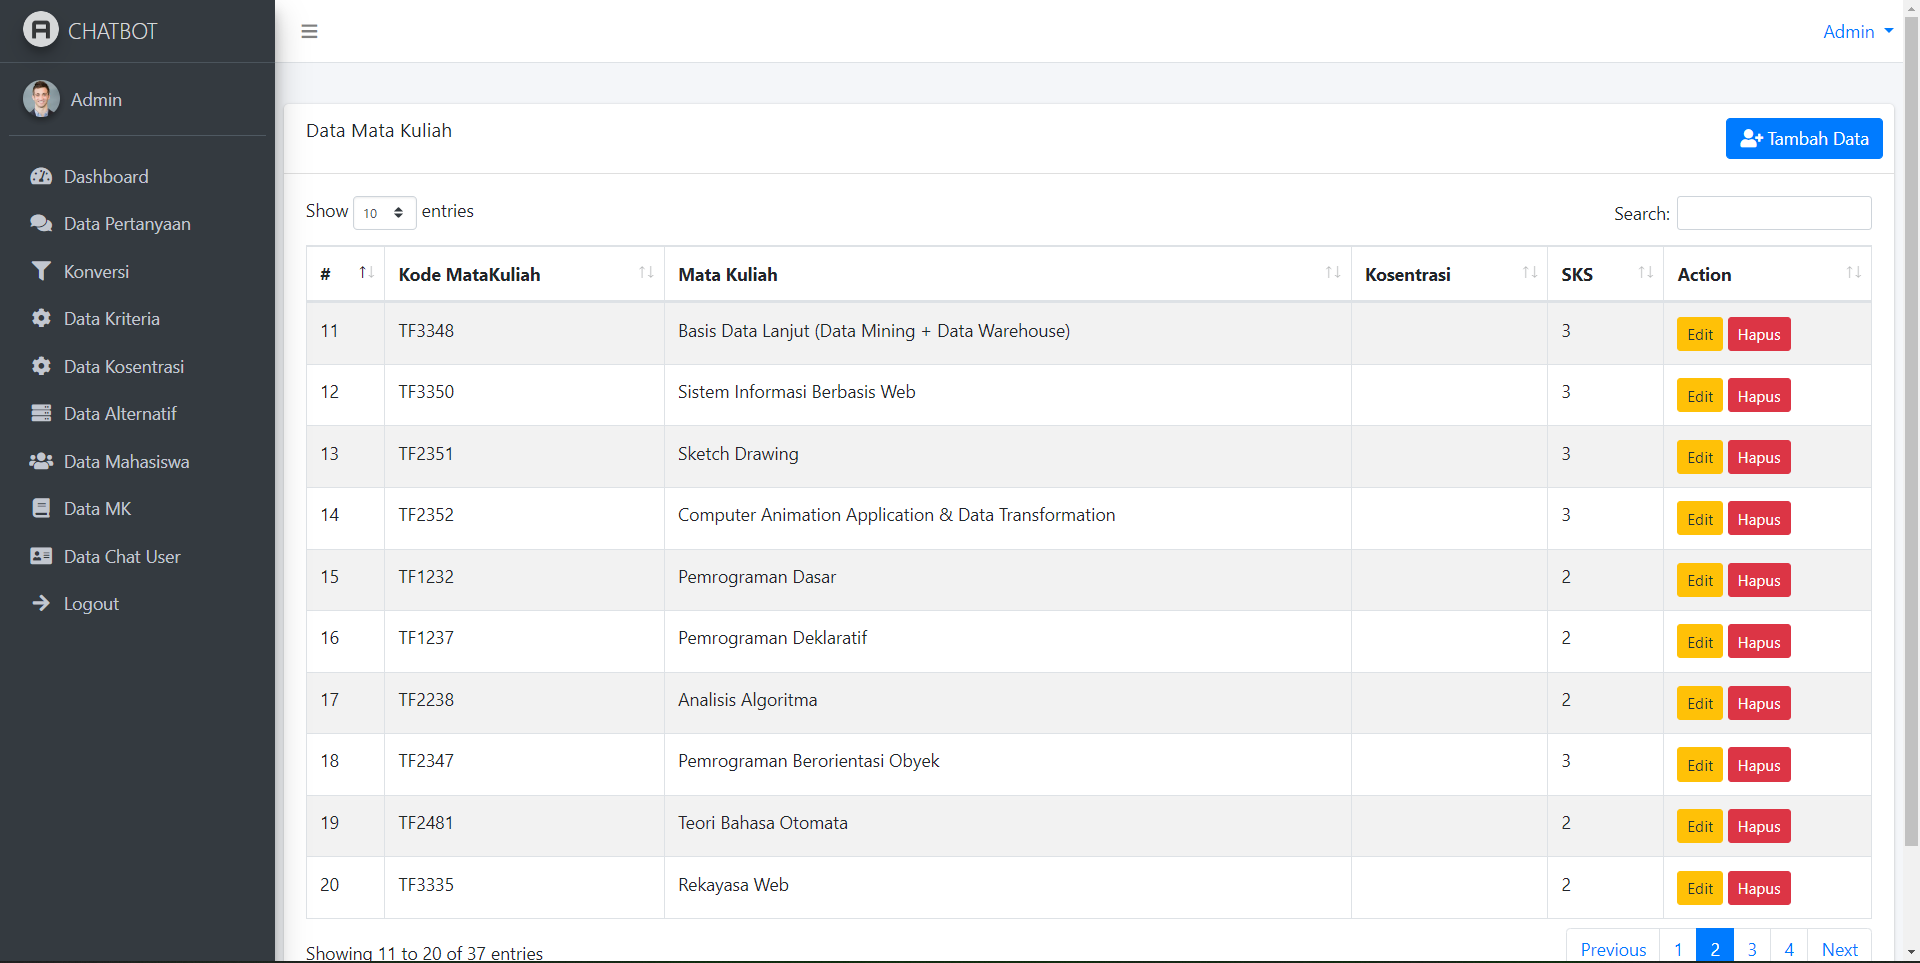 CHATBOT
Admin
Admin
Dashboard
Data Pertanyaan
Konversi
Data Kriteria
Data Kosentrasi
Data Alternatif
Data Mahasiswa
Data MK
Data Chat User
Logout
Data Mata Kuliah
Tambah Data
Show 10 entries
Search:
# Kode MataKuliah Mata Kuliah Kosentrasi SKS Action
11 TF3348 Basis Data Lanjut (Data Mining + Data Warehouse) 3 Edit Hapus
12 TF3350 Sistem Informasi Berbasis Web 3 Edit Hapus
13 TF2351 Sketch Drawing 3 Edit Hapus
14 TF2352 Computer Animation Application & Data Transformation 3 Edit Hapus
15 TF1232 Pemrograman Dasar 2 Edit Hapus
16 TF1237 Pemrograman Deklaratif 2 Edit Hapus
17 TF2238 Analisis Algoritma 2 Edit Hapus
18 TF2347 Pemrograman Berorientasi Obyek 3 Edit Hapus
19 TF2481 Teori Bahasa Otomata 2 Edit Hapus
20 TF3335 Rekayasa Web 2 Edit Hapus
Showing 11 to 20 of 37 entries
Previous 1 2 3 4 Next